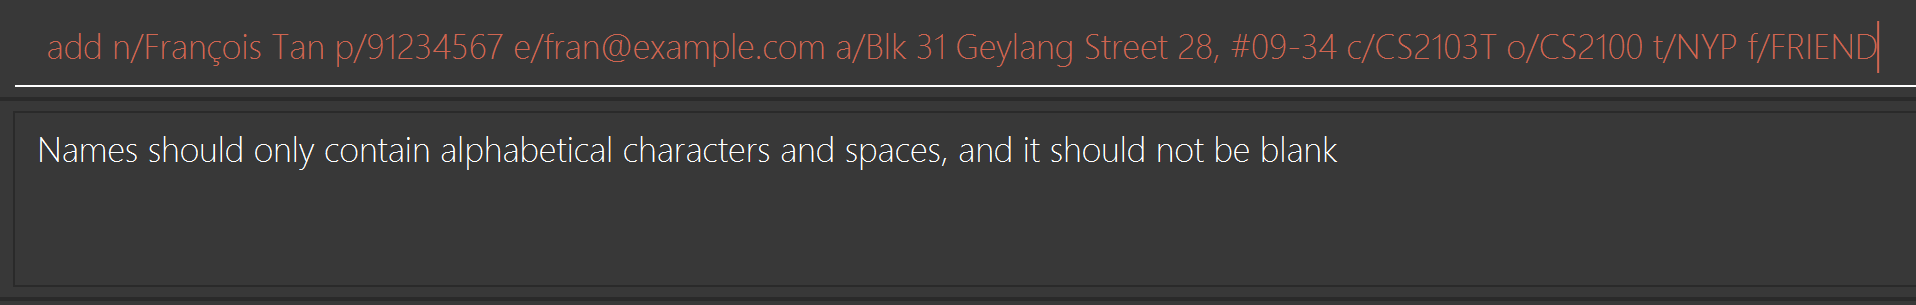 add n/François Tan p/91234567 e/fran@example.com a/Blk 31 Geylang Street 28, #09-34 c/CS2103T o/CS2100 t/NYP f/FRIEND
Names should only contain alphabetical characters and spaces, and it should not be blank